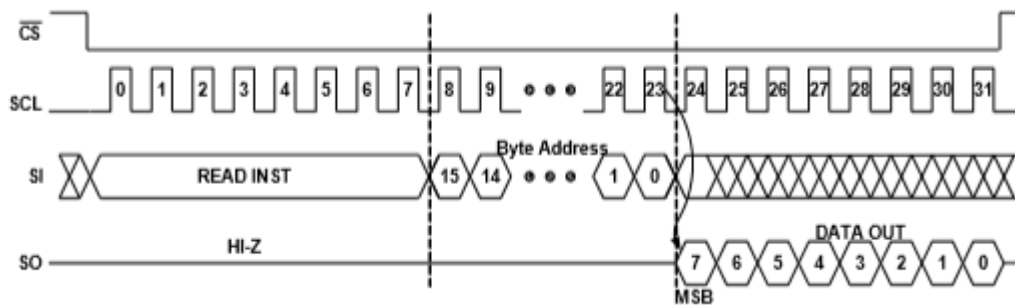 CS
SCL 0 1 2 3 4 5 6 7 8 9 22 23 24 25 26 27 28 29 30 31
Byte Address
SI READ INST 15 14 1 0
HI-Z DATA OUT
SO 7 6 5 4 3 2 1 0
MSB